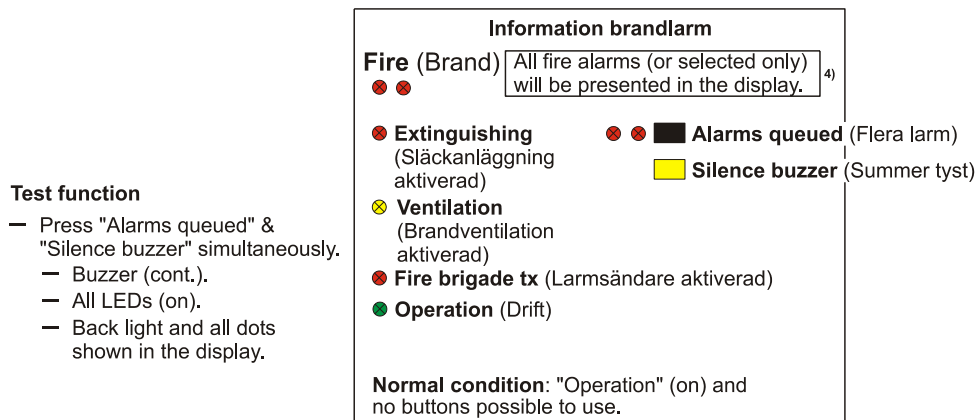 Information brandlarm
Fire (Brand)
All fire alarms (or selected only)
will be presented in the display.
4)
Extinguishing
(Släckanläggning
aktiverad)
Alarms queued (Flera larm)
Silence buzzer (Summer tyst)
Ventilation
(Brandventilation
aktiverad)
Fire brigade tx (Larmsändare aktiverad)
Operation (Drift)
Normal condition: "Operation" (on) and
no buttons possible to use.
Test function
— Press "Alarms queued" &
"Silence buzzer" simultaneously.
— Buzzer (cont.).
— All LEDs (on).
— Back light and all dots
shown in the display.